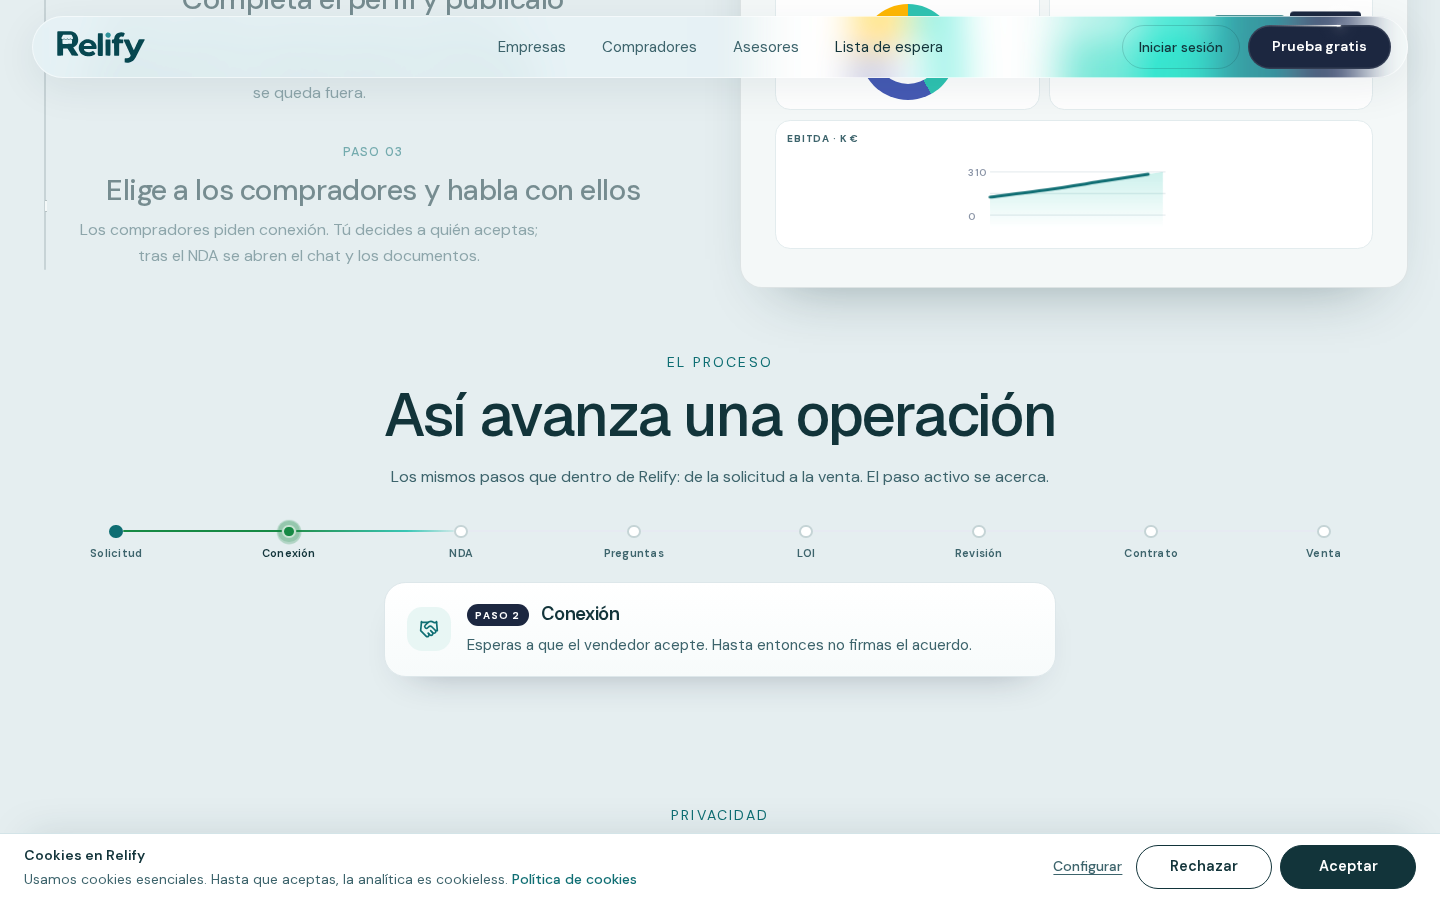 Completa el perfil y publícalo
Relify
Empresas
Compradores
Asesores
Lista de espera
Iniciar sesión
Prueba gratis
se queda fuera.
PASO 03
Elige a los compradores y habla con ellos
Los compradores piden conexión. Tú decides a quién aceptas;
tras el NDA se abren el chat y los documentos.
EBITDA · K €
310
0
EL PROCESO
Así avanza una operación
Los mismos pasos que dentro de Relify: de la solicitud a la venta. El paso activo se acerca.
Solicitud
Conexión
NDA
Preguntas
LOI
Revisión
Contrato
Venta
PASO 2
Conexión
Esperas a que el vendedor acepte. Hasta entonces no firmas el acuerdo.
PRIVACIDAD
Cookies en Relify
Usamos cookies esenciales. Hasta que aceptas, la analítica es cookieless. Política de cookies
Configurar
Rechazar
Aceptar